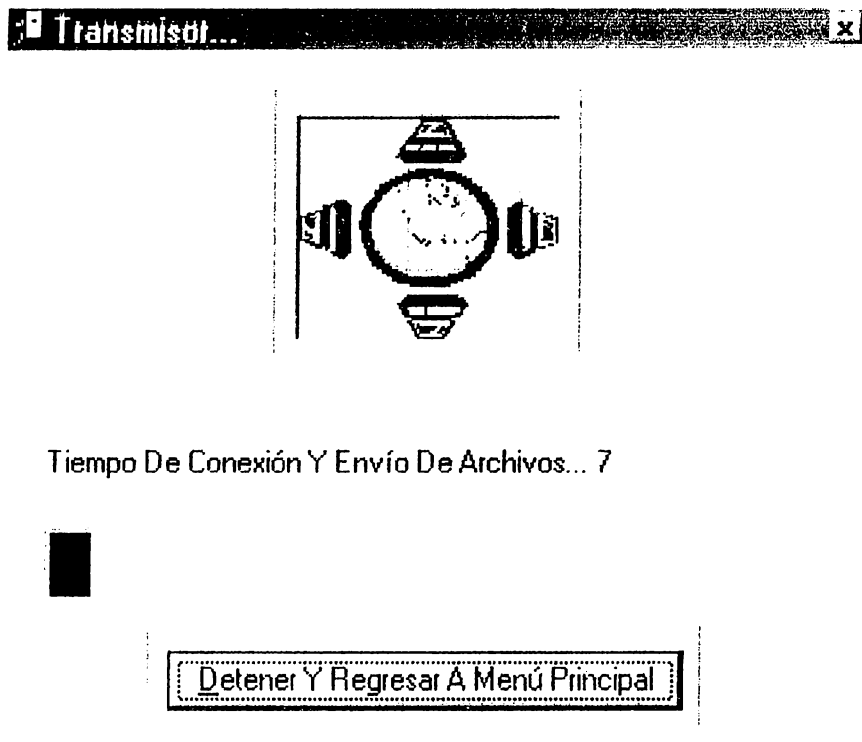 Transmisor...
Tiempo De Conexión Y Envío De Archivos... 7
Detener Y Regresar A Menú Principal